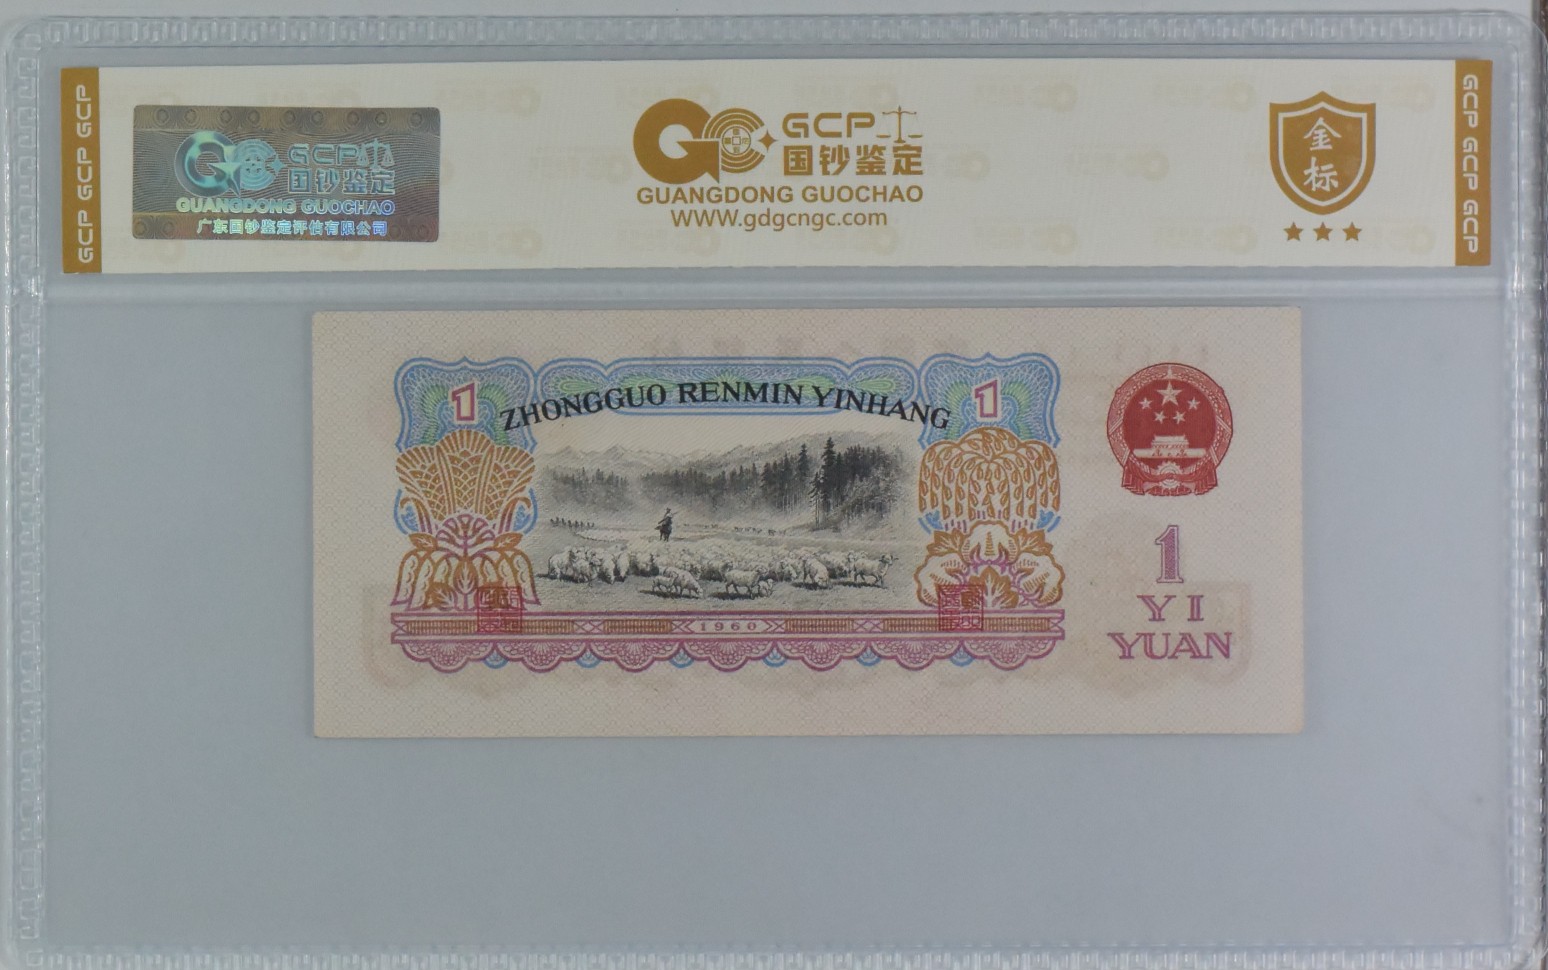 GCP GCP GCP
GCP
国钞鉴定
GUANGDONG GUOCHAO
广东国钞鉴定评估有限公司
GCP
国钞鉴定
GUANGDONG GUOCHAO
WWW.gdgcngc.com
金标
GCP GCP GCP
1
ZHONGGUO RENMIN YINHANG
1
1960
1
YI
YUAN